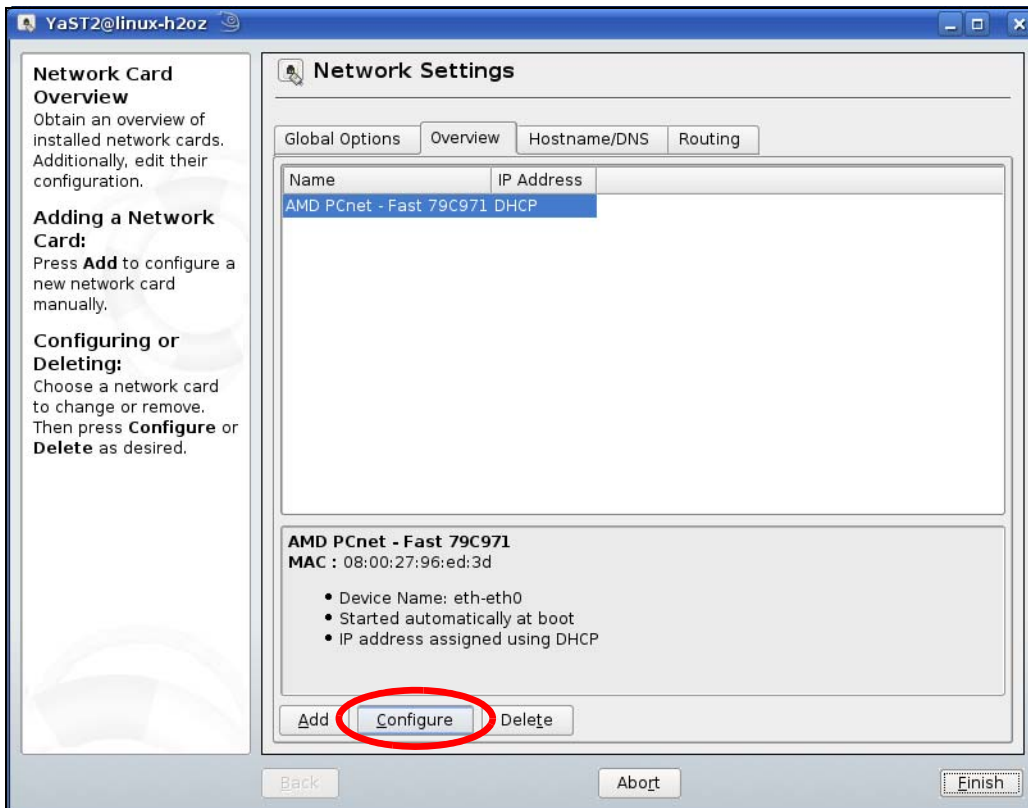 YaST2@linux-h2oz
Network Card
Overview
Obtain an overview of
installed network cards.
Additionally, edit their
configuration.
Adding a Network
Card:
Press Add to configure a
new network card
manually.
Configuring or
Deleting:
Choose a network card
to change or remove.
Then press Configure or
Delete as desired.
Network Settings
Global Options Overview Hostname/DNS Routing
Name IP Address
AMD PCnet - Fast 79C971 DHCP
AMD PCnet - Fast 79C971
MAC : 08:00:27:96:ed:3d
• Device Name: eth-eth0
• Started automatically at boot
• IP address assigned using DHCP
Add Configure Delete
Back Abort Finish